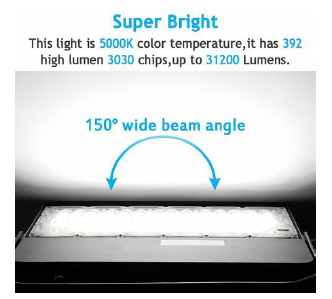 Super Bright
This light is 5000K color temperature,it has 392
high lumen 3030 chips,up to 31200 Lumens.
150° wide beam angle